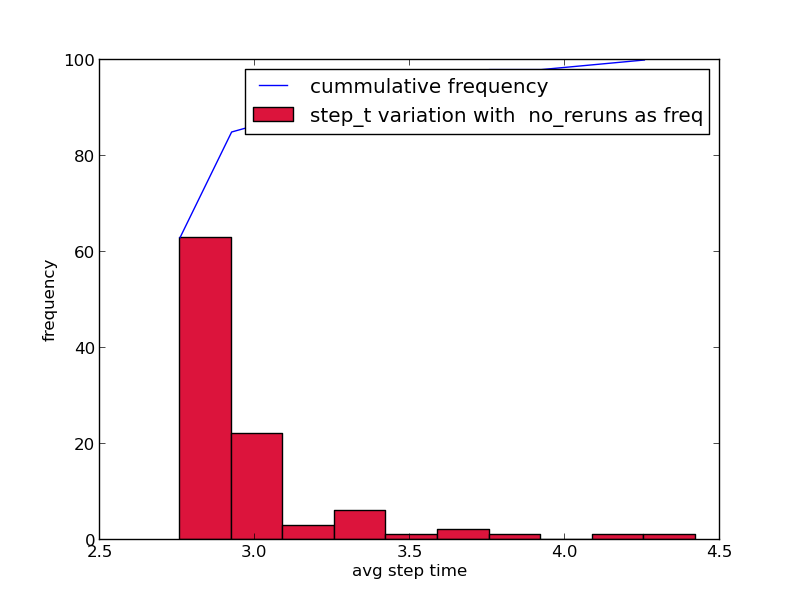 100
80
60
40
20
0
frequency
cummulative frequency
step_t variation with  no_reruns as freq
2.5 3.0 3.5 4.0 4.5
avg step time